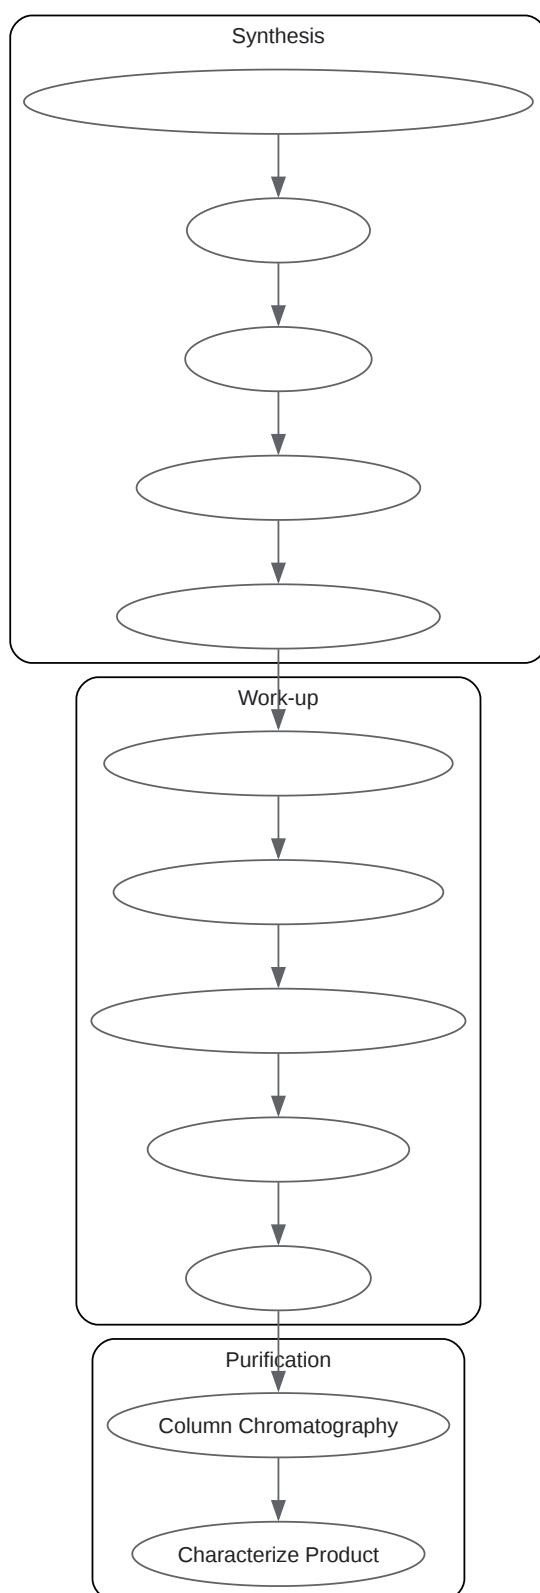 Synthesis
Work-up
Purification
Column Chromatography
Characterize Product